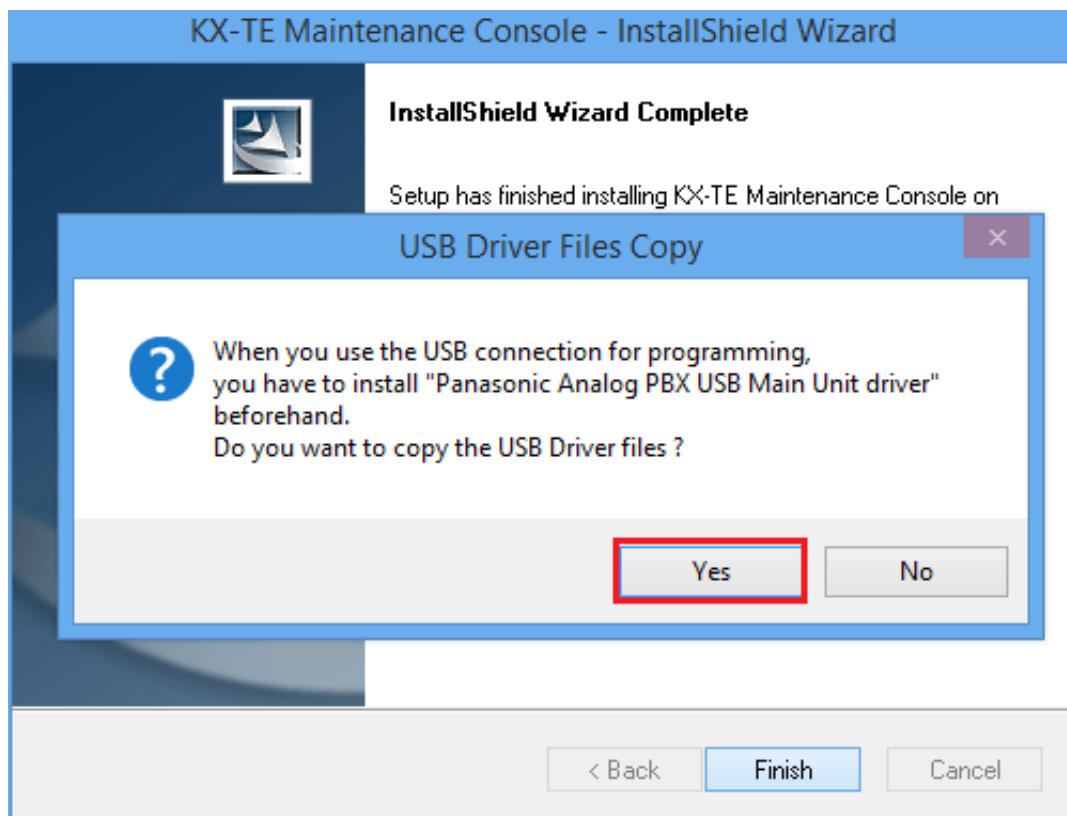 KX-TE Maintenance Console - InstallShield Wizard
InstallShield Wizard Complete
Setup has finished installing KX-TE Maintenance Console on
USB Driver Files Copy
When you use the USB connection for programming,
you have to install "Panasonic Analog PBX USB Main Unit driver"
beforehand.
Do you want to copy the USB Driver files ?
Yes
No
< Back
Finish
Cancel